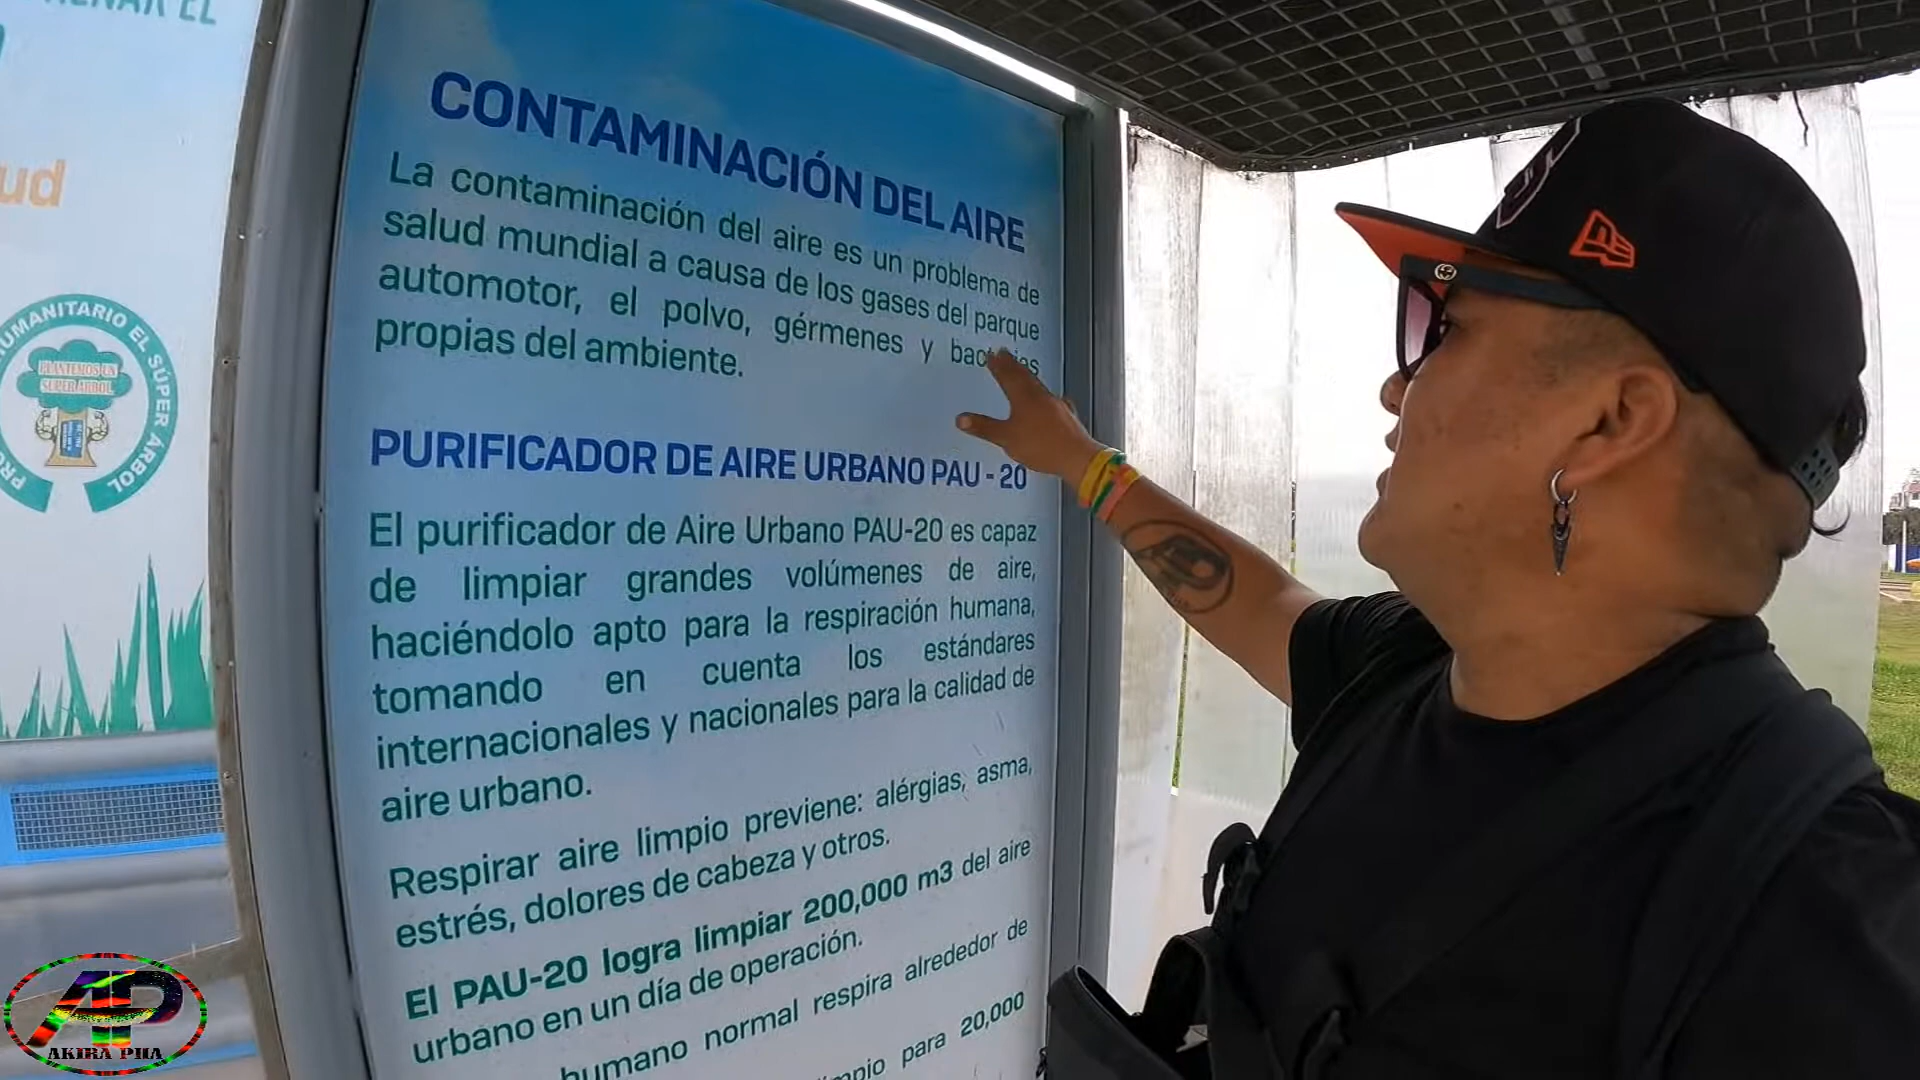 ud
HUMANITARIO EL SÚPER ÁRBOL
PLANTEMOS UN
SUPER ARBOL
CONTAMINACIÓN DEL AIRE
La contaminación del aire es un problema de
salud mundial a causa de los gases del parque
automotor, el polvo, gérmenes y
propias del ambiente.
PURIFICADOR DE AIRE URBANO PAU - 20
El purificador de Aire Urbano PAU-20 es capaz
de limpiar grandes volúmenes de aire,
haciéndolo apto para la respiración humana,
tomando en cuenta los estándares
internacionales y nacionales para la calidad de
aire urbano.
Respirar aire limpio previene: alérgias, asma,
estrés, dolores de cabeza y otros.
El PAU-20 logra limpiar 200,000 m3 del aire
urbano en un día de operación.
humano normal respira alrededor de
para 20,000
AP
AKIRA PHA